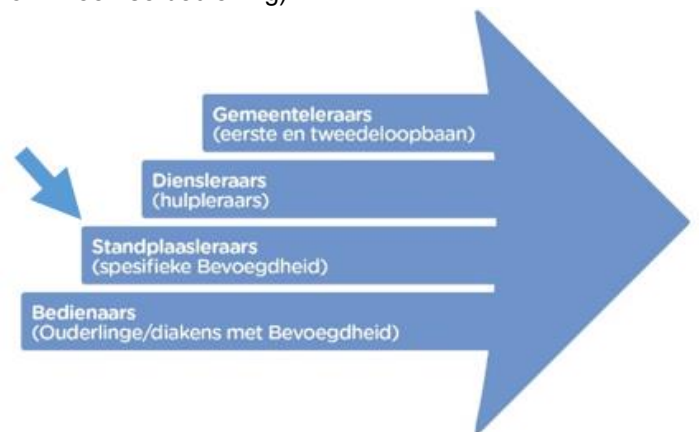 Gemeenteleraars
(eerste en tweedeloopbaan)
Diensleraars
(hulpleraars)
Standplaasleraars
(spesifieke Bevoegdheid)
Bedienaars
(Ouderlinge/diakens met Bevoegdheid)